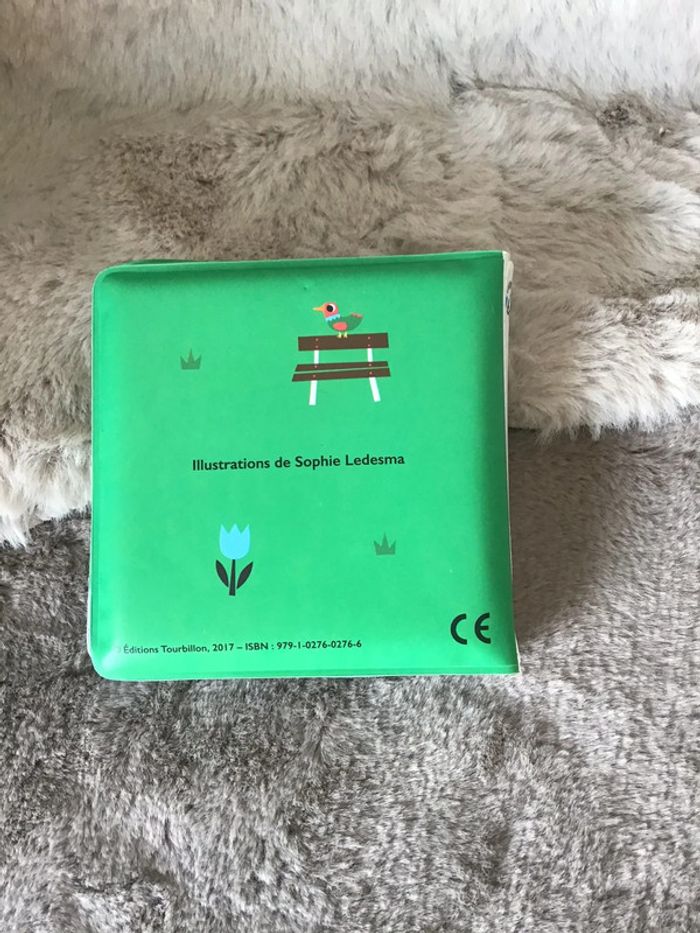 Illustrations de Sophie Ledesma
© Éditions Tourbillon, 2017 – ISBN : 979-1-0276-0276-6
CE